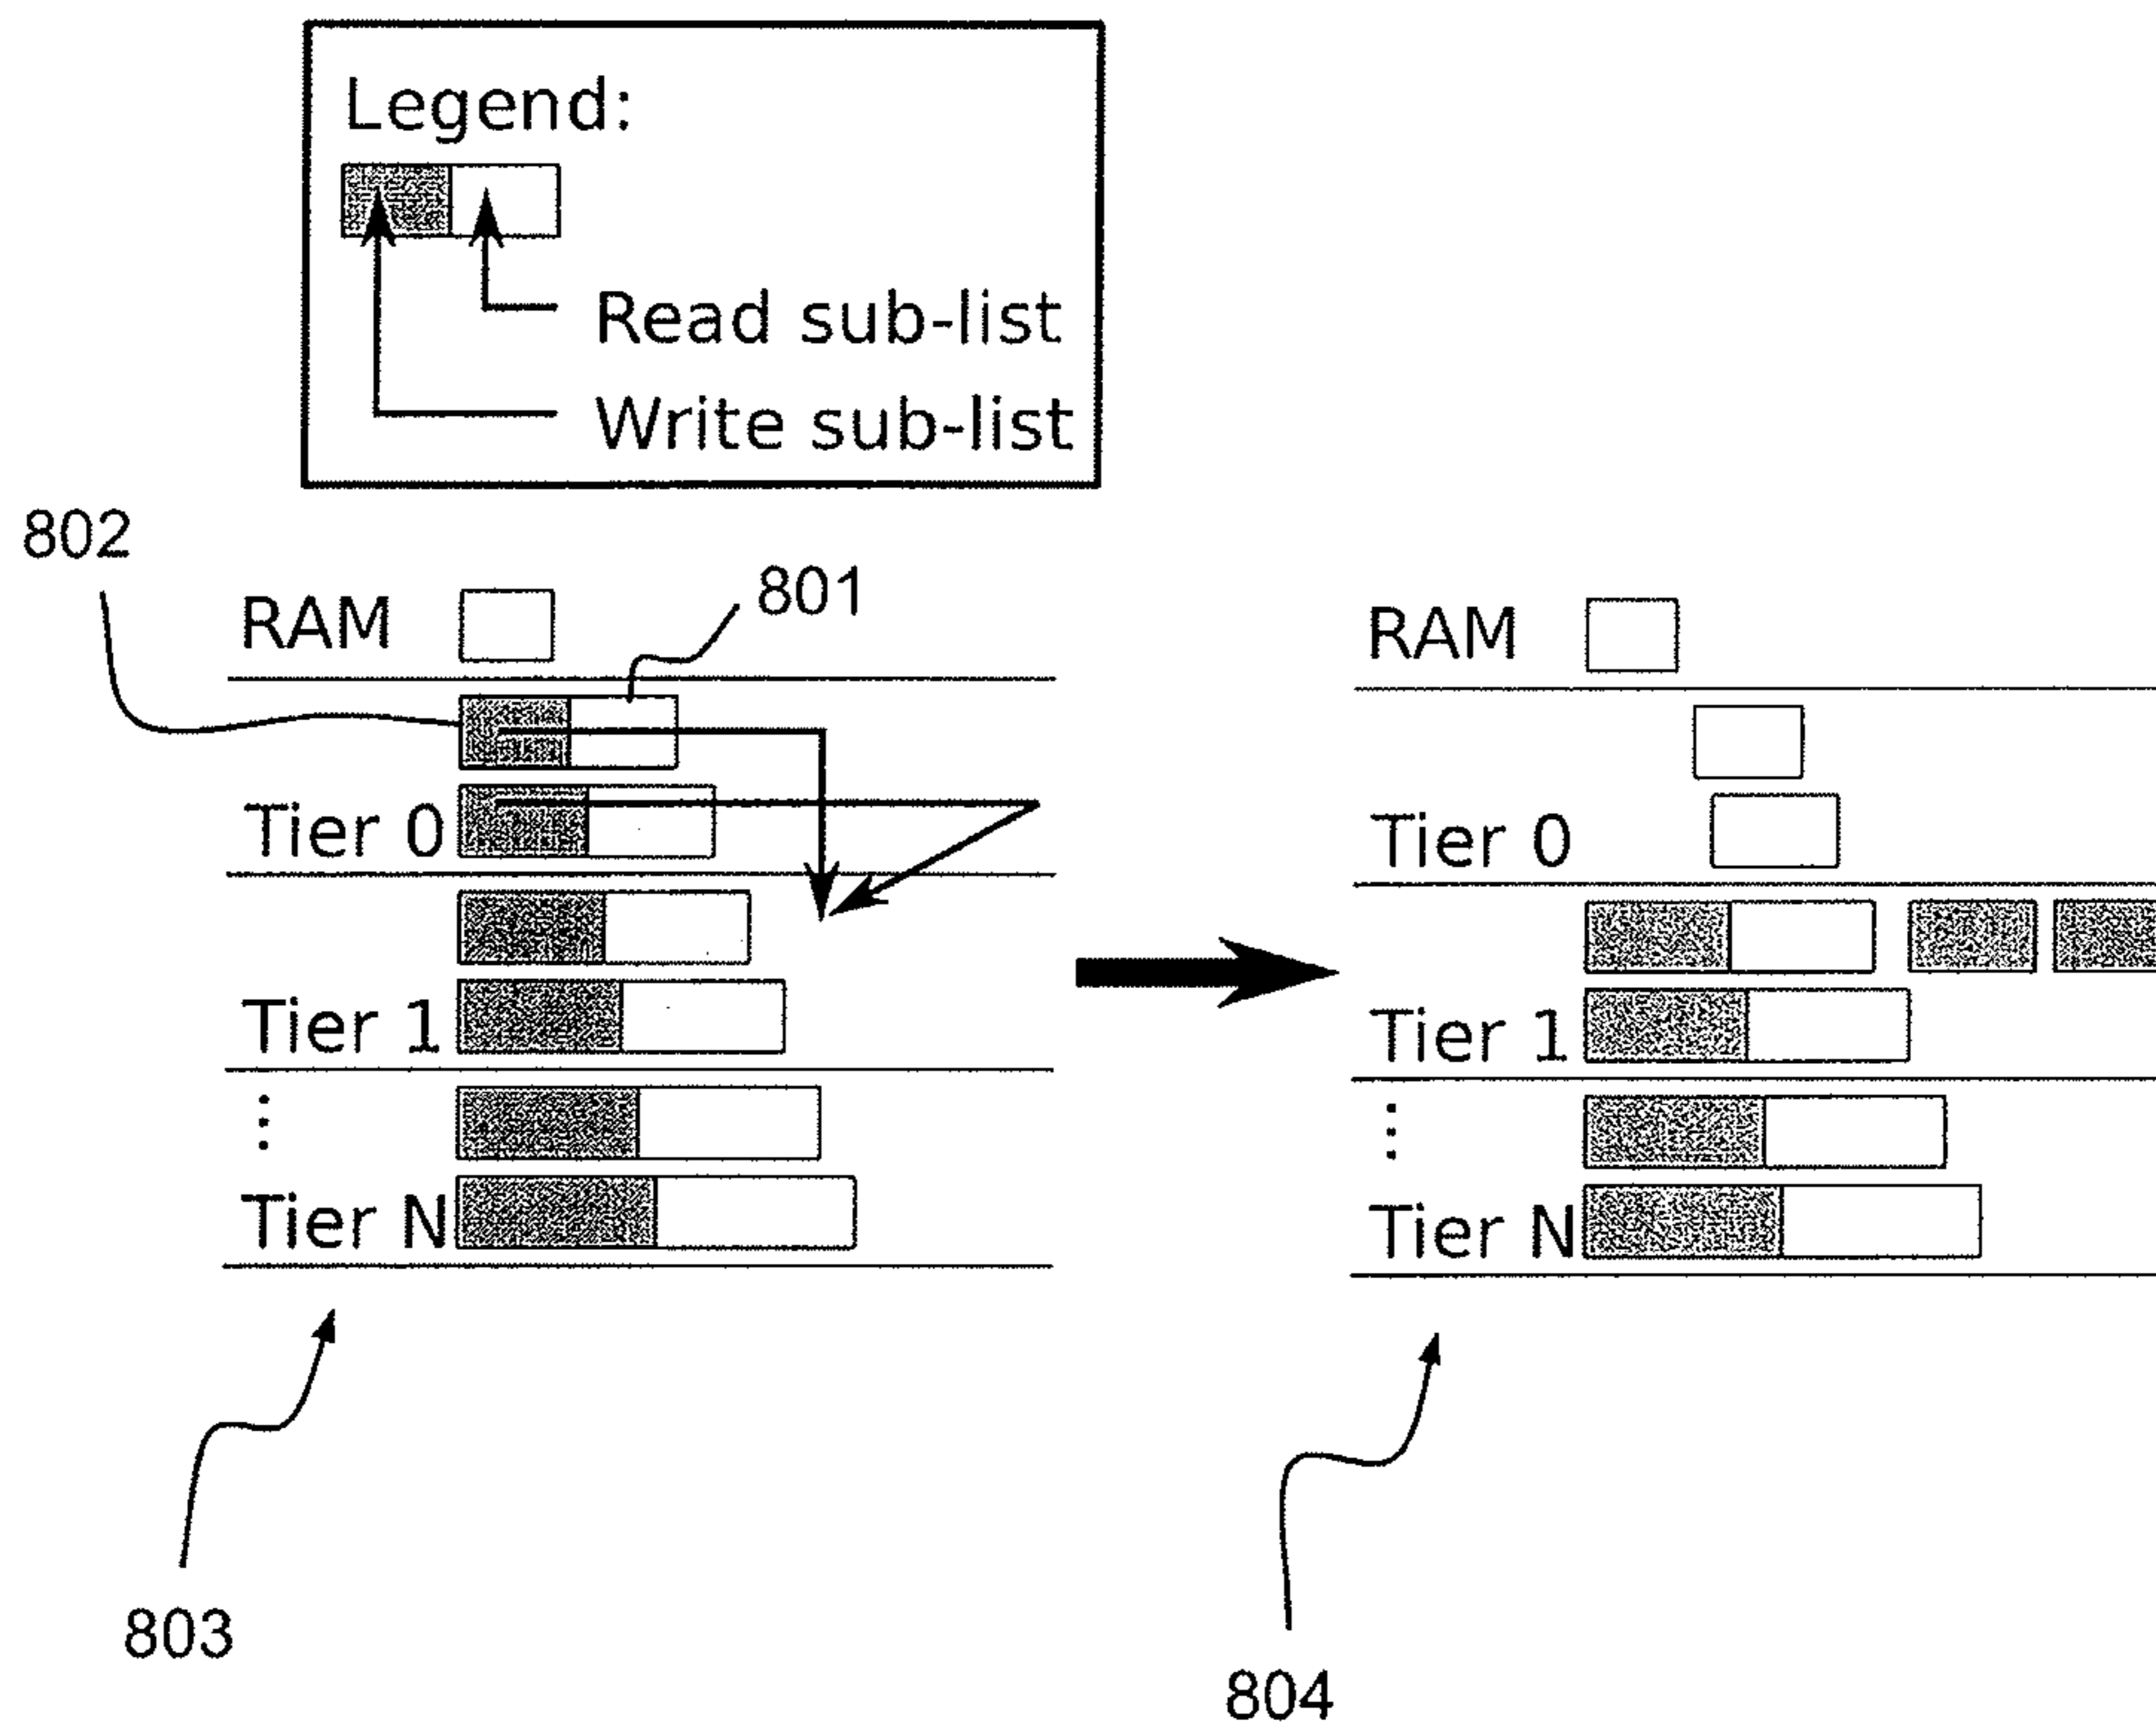 Legend:
Read sub-list
Write sub-list
802
801
RAM
Tier 0
Tier 1
⋮
Tier N
803
RAM
Tier 0
Tier 1
⋮
Tier N
804